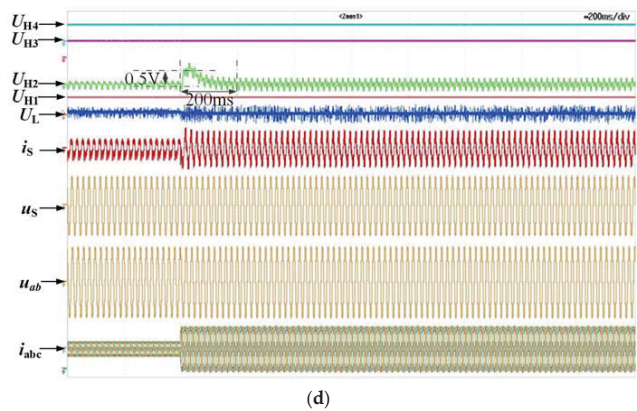 <Zoom1>
=200ms/div
U_H4
U_H3
U_H2
0.5V
U_H1
200ms
U_L
i_S
u_S
u_ab
i_abc
(d)